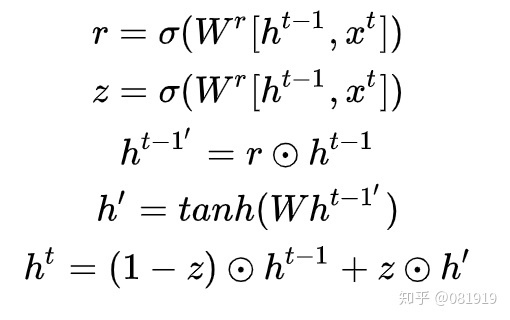 r = σ(W^r[h^{t-1}, x^t])
z = σ(W^r[h^{t-1}, x^t])
h^{t-1'} = r ⊙ h^{t-1}
h' = tanh(Wh^{t-1'})
h^t = (1 − z) ⊙ h^{t-1} + z ⊙ h'
知乎 @081919